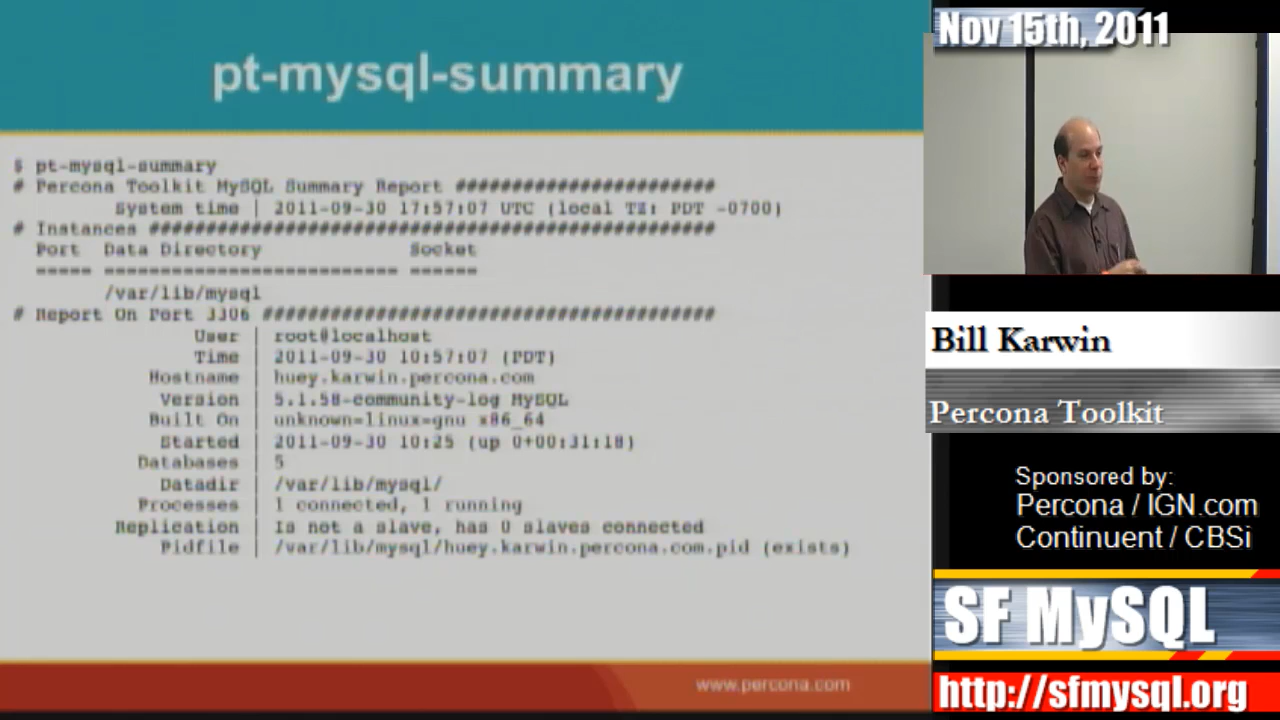 pt-mysql-summary
$ pt-mysql-summary
# Percona Toolkit MySQL Summary Report #######################
System time | 2011-09-30 17:57:07 UTC (local TZ: PDT -0700)
# Instances ##################################################
Port Data Directory Socket
===== ========================== ======
/var/lib/mysql
# Report On Port 3306 ########################################
User | root@localhost
Time | 2011-09-30 10:57:07 (PDT)
Hostname | huey.karwin.percona.com
Version | 5.1.58-community-log MySQL
Built On | unknown-linux-gnu x86_64
Started | 2011-09-30 10:25 (up 0+00:31:18)
Databases | 5
Datadir | /var/lib/mysql/
Processes | 1 connected, 1 running
Replication | Is not a slave, has 0 slaves connected
Pidfile | /var/lib/mysql/huey.karwin.percona.com.pid (exists)
www.percona.com
Nov 15th, 2011
Bill Karwin
Percona Toolkit
Sponsored by:
Percona / IGN.com
Continuent / CBSi
SF MySQL
http://sfmysql.org